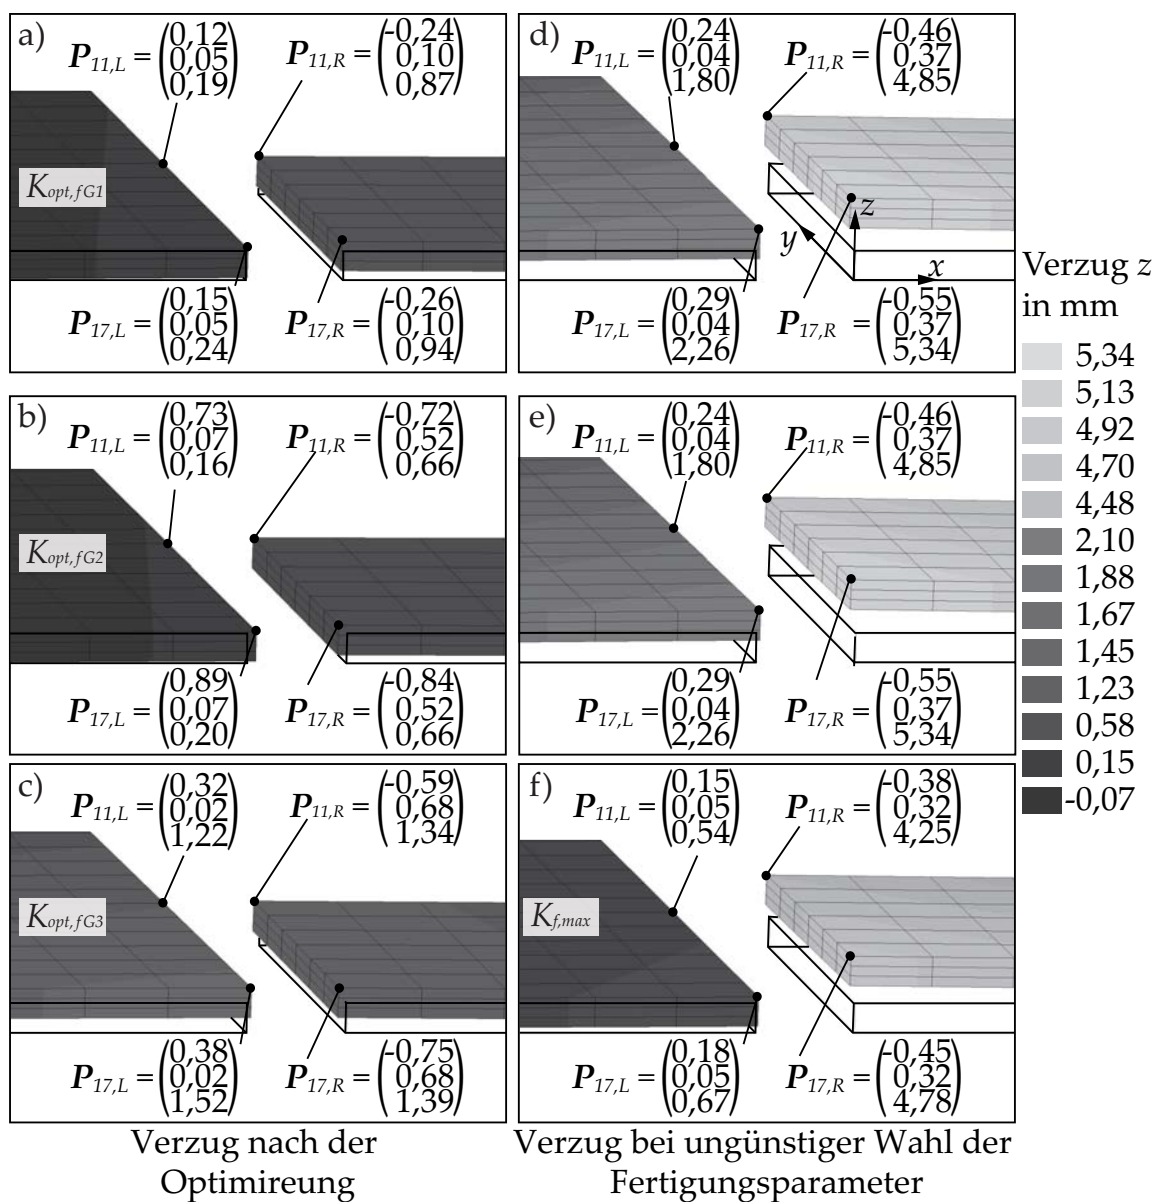 a)
P11,L = (0,12
0,05
0,19)
P11,R = (-0,24
0,10
0,87)
Kopt,fG1
P17,L = (0,15
0,05
0,24)
P17,R = (-0,26
0,10
0,94)
d)
P11,L = (0,24
0,04
1,80)
P11,R = (-0,46
0,37
4,85)
z
y
x
P17,L = (0,29
0,04
2,26)
P17,R = (-0,55
0,37
5,34)
b)
P11,L = (0,73
0,07
0,16)
P11,R = (-0,72
0,52
0,66)
Kopt,fG2
P17,L = (0,89
0,07
0,20)
P17,R = (-0,84
0,52
0,66)
e)
P11,L = (0,24
0,04
1,80)
P11,R = (-0,46
0,37
4,85)
P17,L = (0,29
0,04
2,26)
P17,R = (-0,55
0,37
5,34)
c)
P11,L = (0,32
0,02
1,22)
P11,R = (-0,59
0,68
1,34)
Kopt,fG3
P17,L = (0,38
0,02
1,52)
P17,R = (-0,75
0,68
1,39)
f)
P11,L = (0,15
0,05
0,54)
P11,R = (-0,38
0,32
4,25)
Kf,max
P17,L = (0,18
0,05
0,67)
P17,R = (-0,45
0,32
4,78)
Verzug nach der
Optimireung
Verzug bei ungünstiger Wahl der
Fertigungsparameter
Verzug z
in mm
5,34
5,13
4,92
4,70
4,48
2,10
1,88
1,67
1,45
1,23
0,58
0,15
-0,07